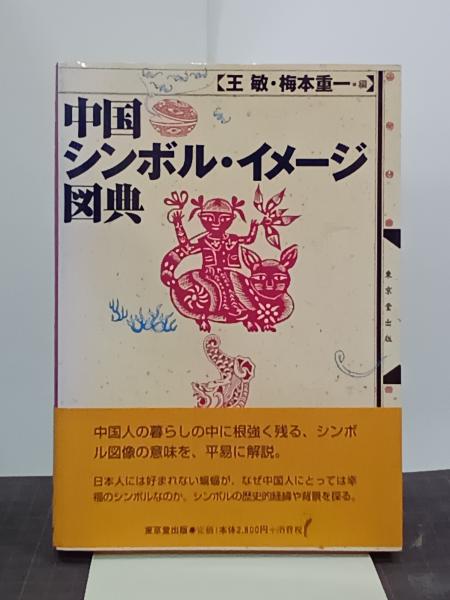 【王 敏・梅本重一・編】
中国
シンボル・イメージ
図典
東京堂出版
中国人の暮らしの中に根強く残る、シンボ
ル図像の意味を、平易に解説。
日本人には好まれない蝙蝠が、なぜ中国人にとっては幸
福のシンボルなのか。シンボルの歴史的経緯や背景を探る。
東京堂出版●定価|本体2,800円+消費税|